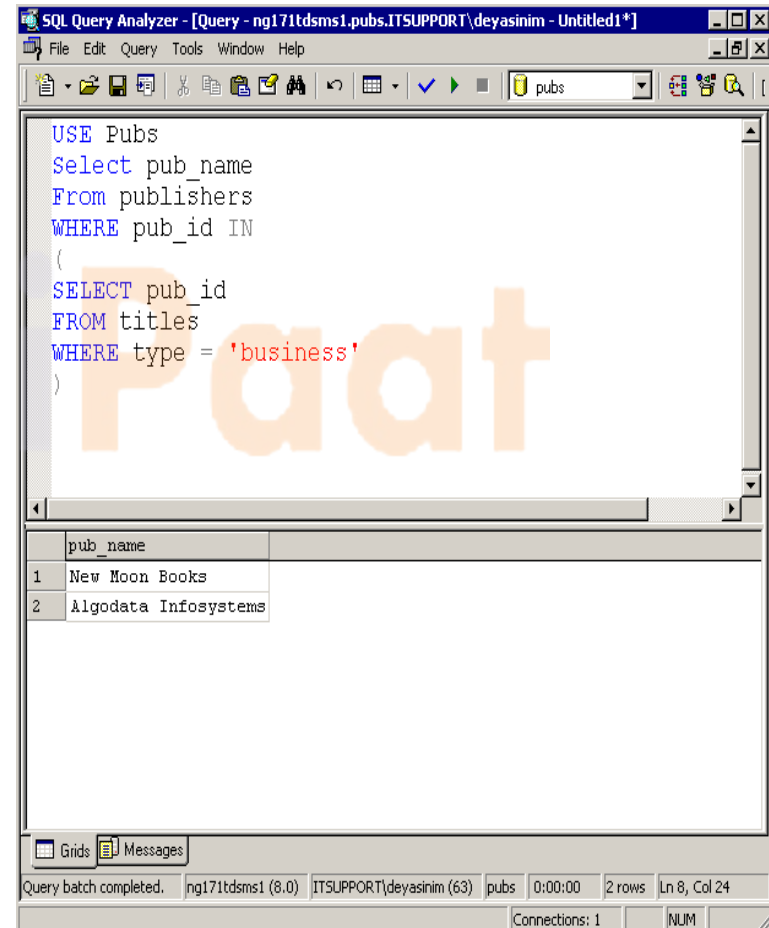 SQL Query Analyzer - [Query - ng171tdsms1.pubs.ITSUPPORT\deyasinim - Untitled1*]
File Edit Query Tools Window Help
pubs
USE Pubs
Select pub_name
From publishers
WHERE pub_id IN
(
SELECT pub_id
FROM titles
WHERE type = 'business'
)
Paat
pub_name
1 New Moon Books
2 Algodata Infosystems
Grids Messages
Query batch completed. ng171tdsms1 (8.0) ITSUPPORT\deyasinim (63) pubs 0:00:00 2 rows Ln 8, Col 24
Connections: 1 NUM